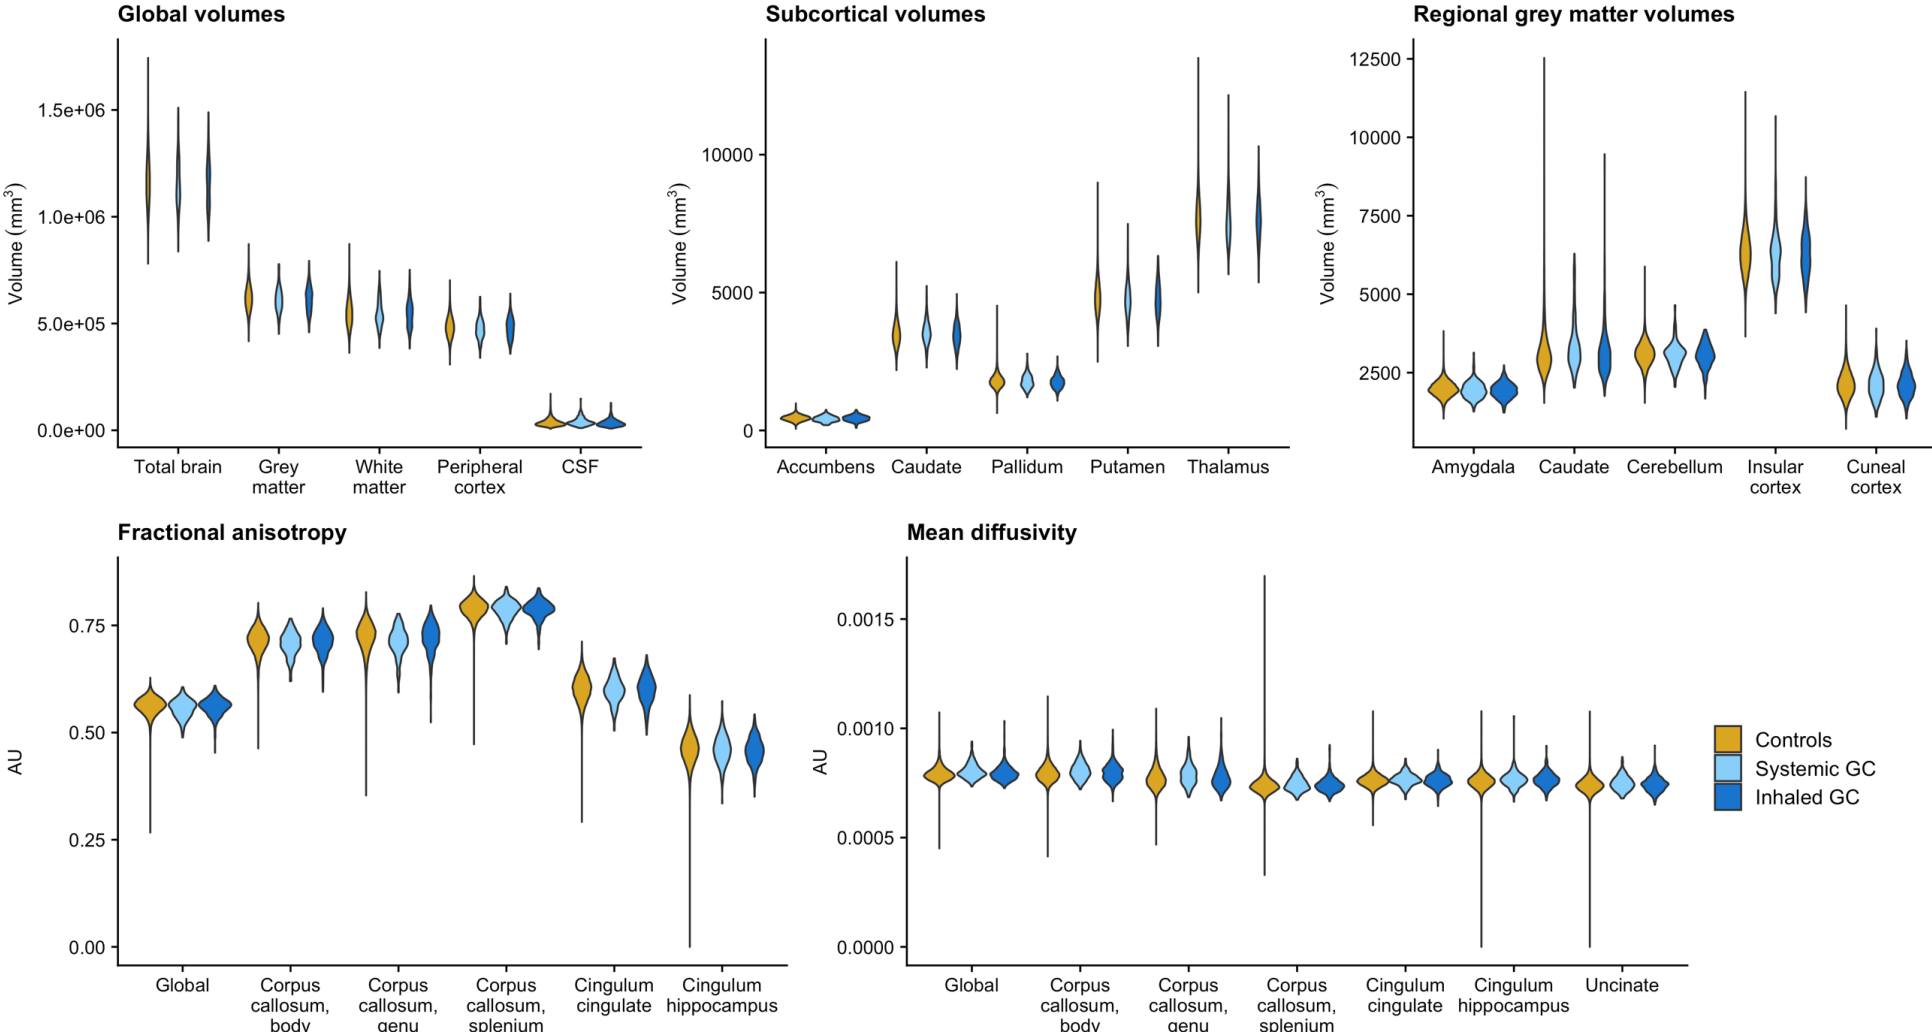 Global volumes
Volume (mm³)
1.5e+06
1.0e+06
5.0e+05
0.0e+00
Total brain
Grey
matter
White
matter
Peripheral
cortex
CSF
Subcortical volumes
Volume (mm³)
10000
5000
0
Accumbens
Caudate
Pallidum
Putamen
Thalamus
Regional grey matter volumes
Volume (mm³)
12500
10000
7500
5000
2500
Amygdala
Caudate
Cerebellum
Insular
cortex
Cuneal
cortex
Fractional anisotropy
AU
0.75
0.50
0.25
0.00
Global
Corpus
callosum,
body
Corpus
callosum,
genu
Corpus
callosum,
splenium
Cingulum
cingulate
Cingulum
hippocampus
Mean diffusivity
AU
0.0015
0.0010
0.0005
0.0000
Global
Corpus
callosum,
body
Corpus
callosum,
genu
Corpus
callosum,
splenium
Cingulum
cingulate
Cingulum
hippocampus
Uncinate
Controls
Systemic GC
Inhaled GC